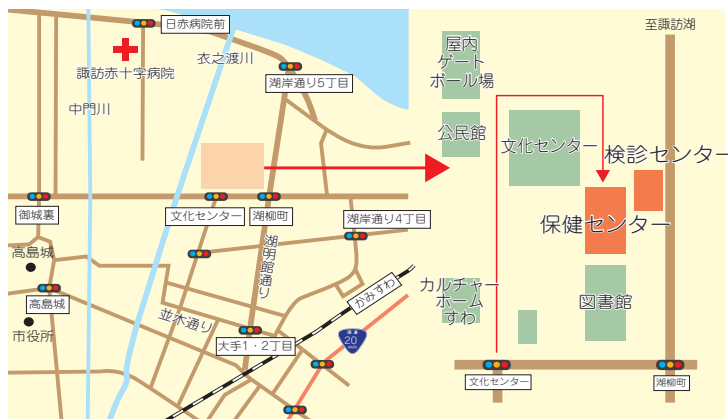 日赤病院前
諏訪赤十字病院
衣之渡川
中門川
湖岸通り5丁目
御城裏
文化センター
湖柳町
湖岸通り4丁目
高島城
高島城
市役所
湖明館通り
並木通り
大手1・2丁目
かみすわ
国道
20
屋内
ゲート
ボール場
公民館
文化センター
至諏訪湖
検診センター
保健センター
カルチャー
ホーム
すわ
図書館
文化センター
湖柳町